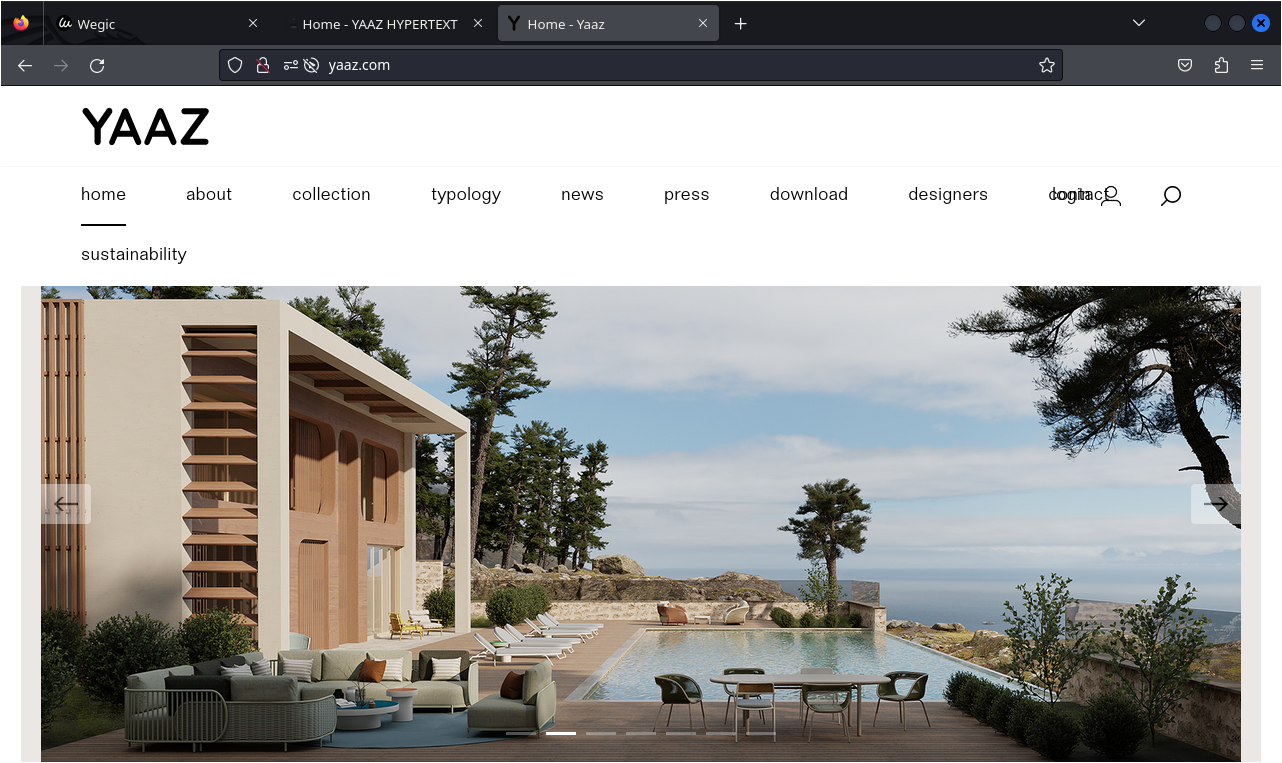 Wegic
Home - YAAZ HYPERTEXT
Home - Yaaz
yaaz.com
YAAZ
home about collection typology news press download designers contact login
sustainability